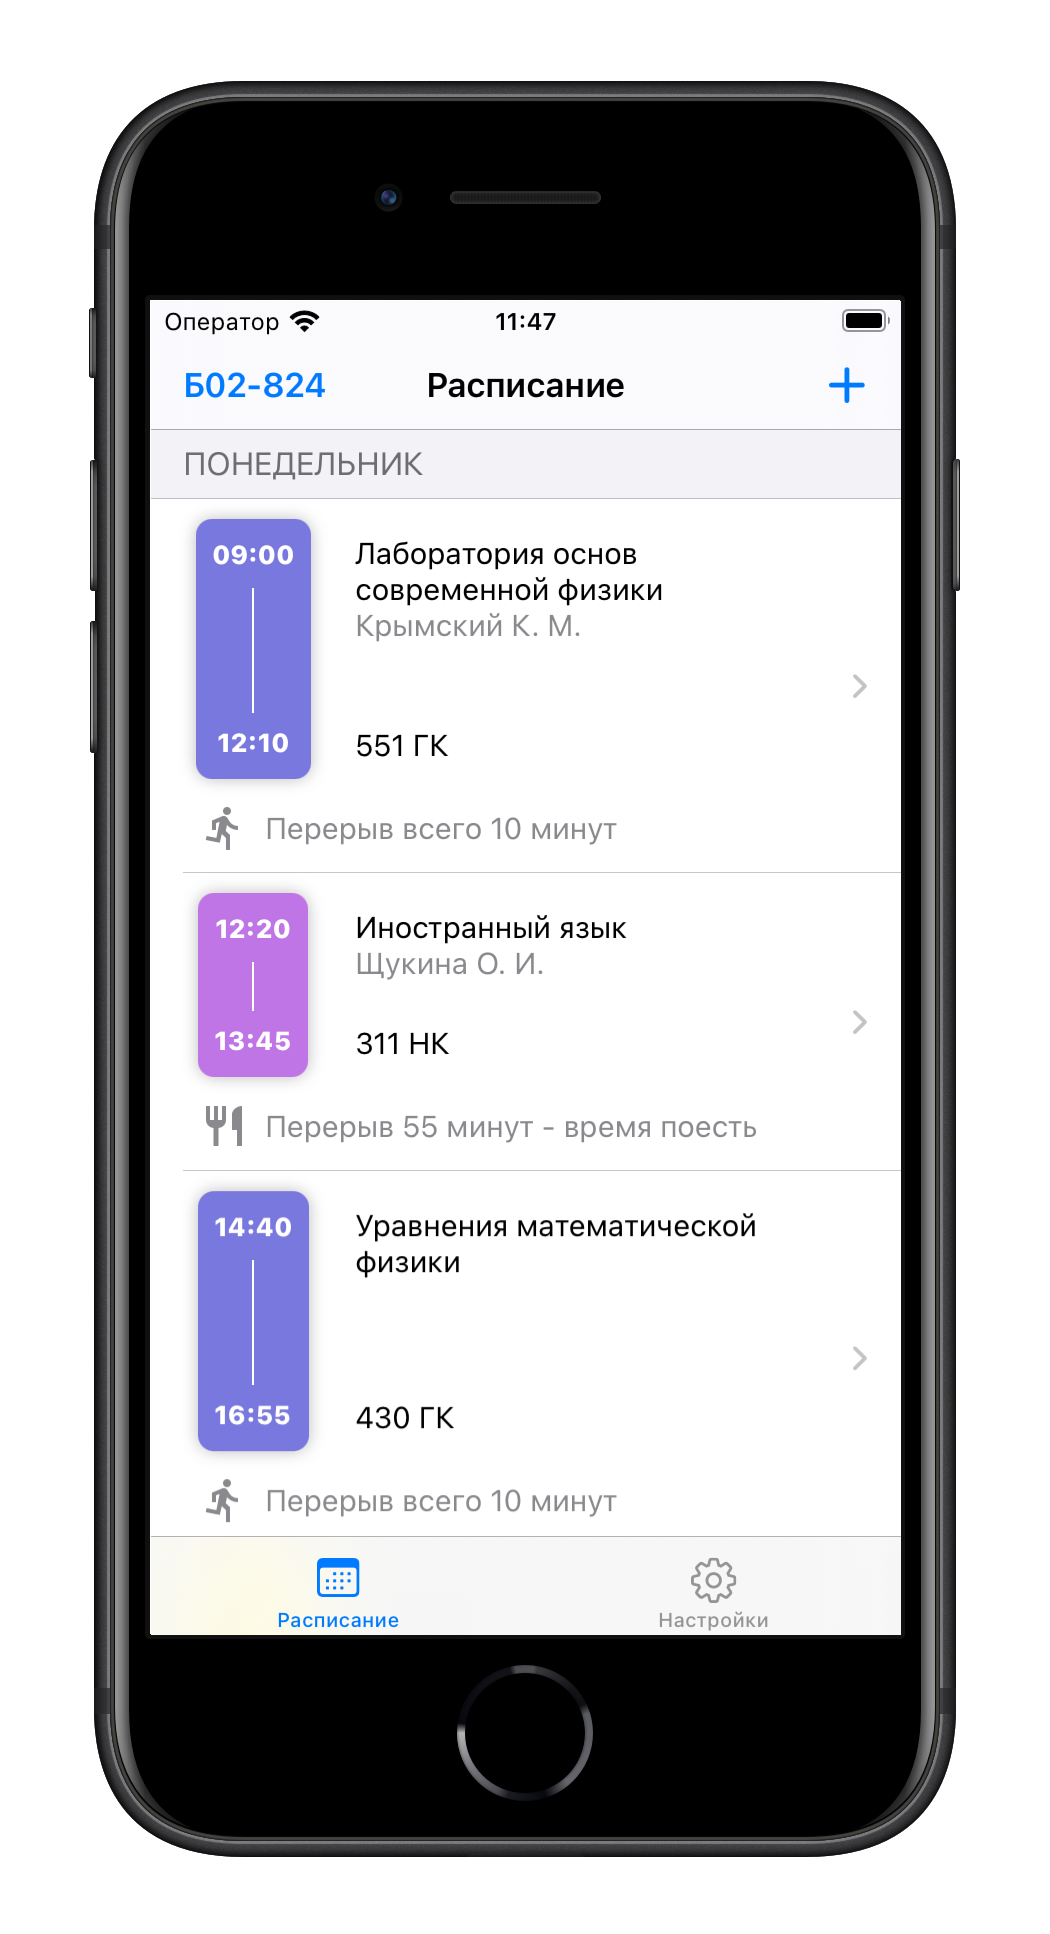 Оператор 11:47
Б02-824 Расписание
ПОНЕДЕЛЬНИК
09:00
12:10
Лаборатория основ
современной физики
Крымский К. М.
551 ГК
Перерыв всего 10 минут
12:20
13:45
Иностранный язык
Щукина О. И.
311 НК
Перерыв 55 минут - время поесть
14:40
16:55
Уравнения математической
физики
430 ГК
Перерыв всего 10 минут
Расписание Настройки